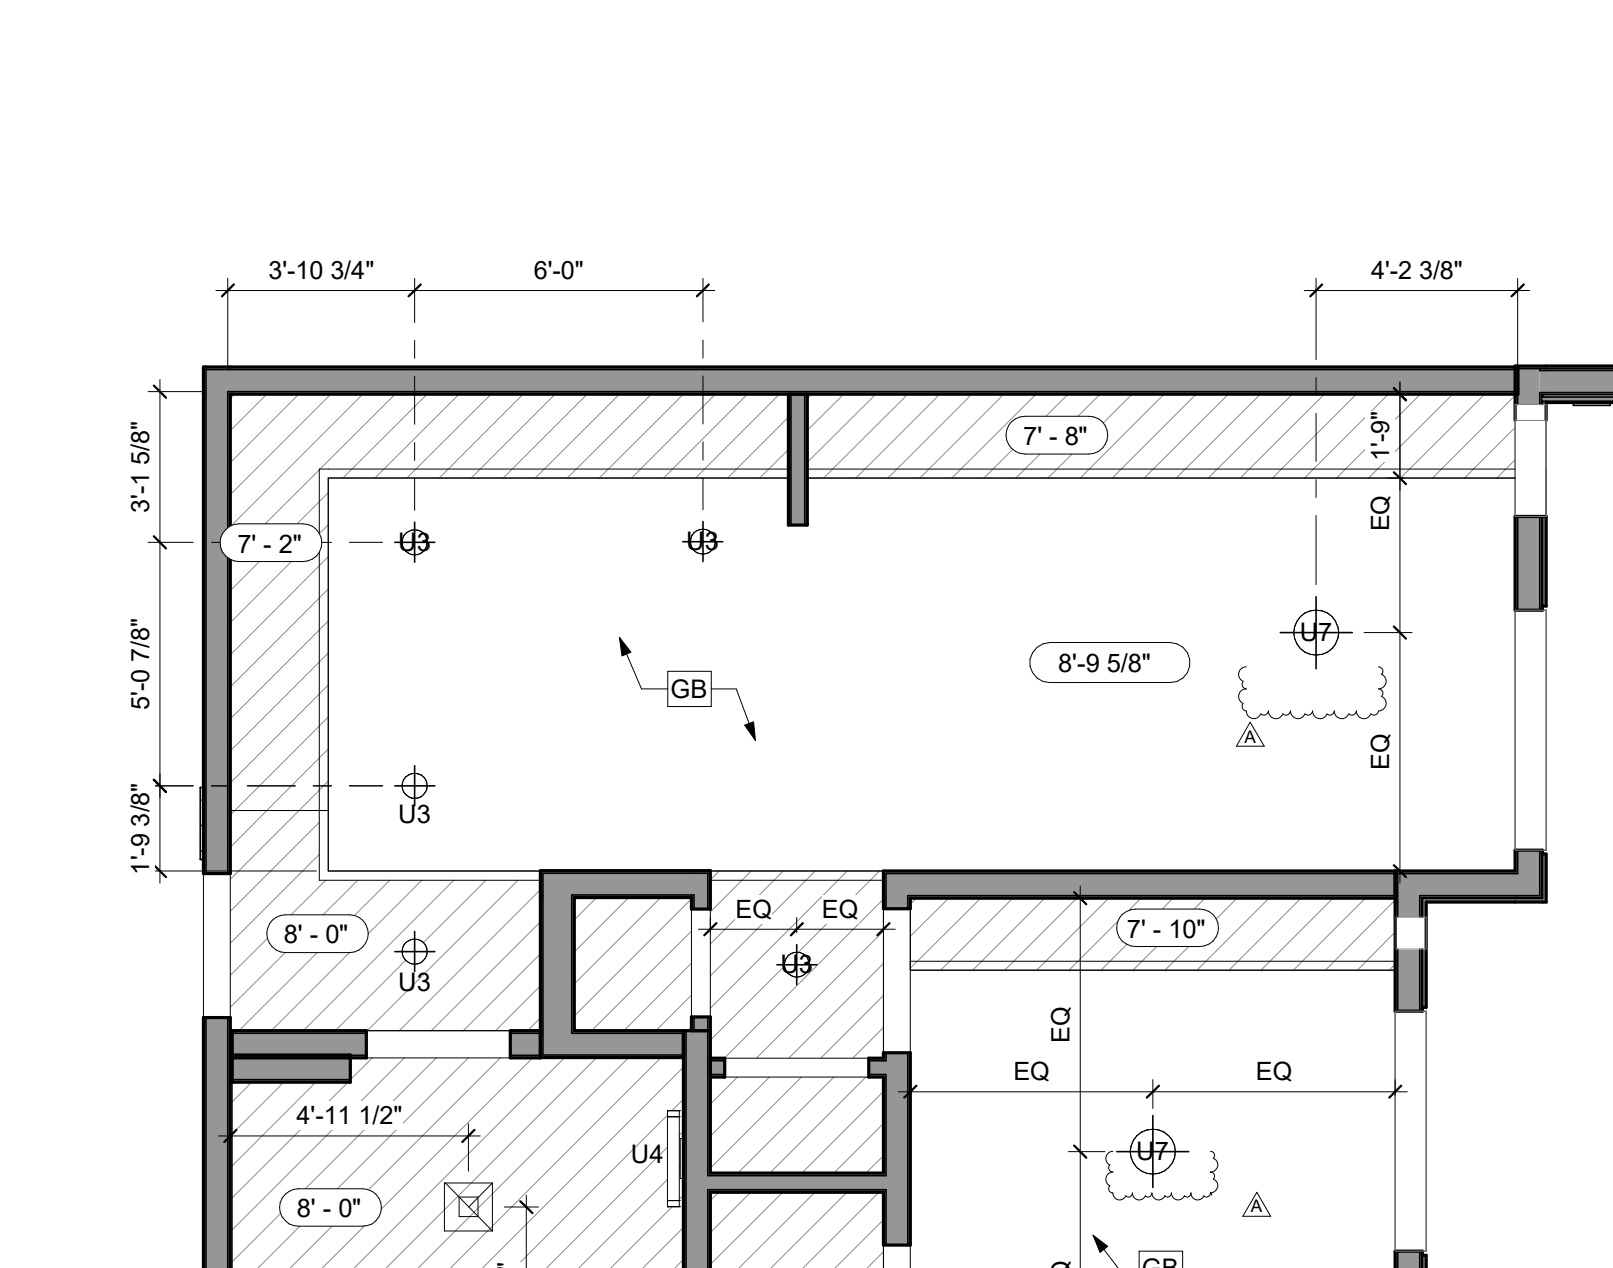 3'-10 3/4"
6'-0"
4'-2 3/8"
3'-1 5/8"
7' - 8"
1'-9"
EQ
7' - 2"
U3
U3
U7
5'-0 7/8"
GB
8'-9 5/8"
A
EQ
1'-9 3/8"
U3
EQ
EQ
7' - 10"
8' - 0"
U3
U3
EQ
EQ
EQ
4'-11 1/2"
U4
U7
8' - 0"
A
EQ
GB
"